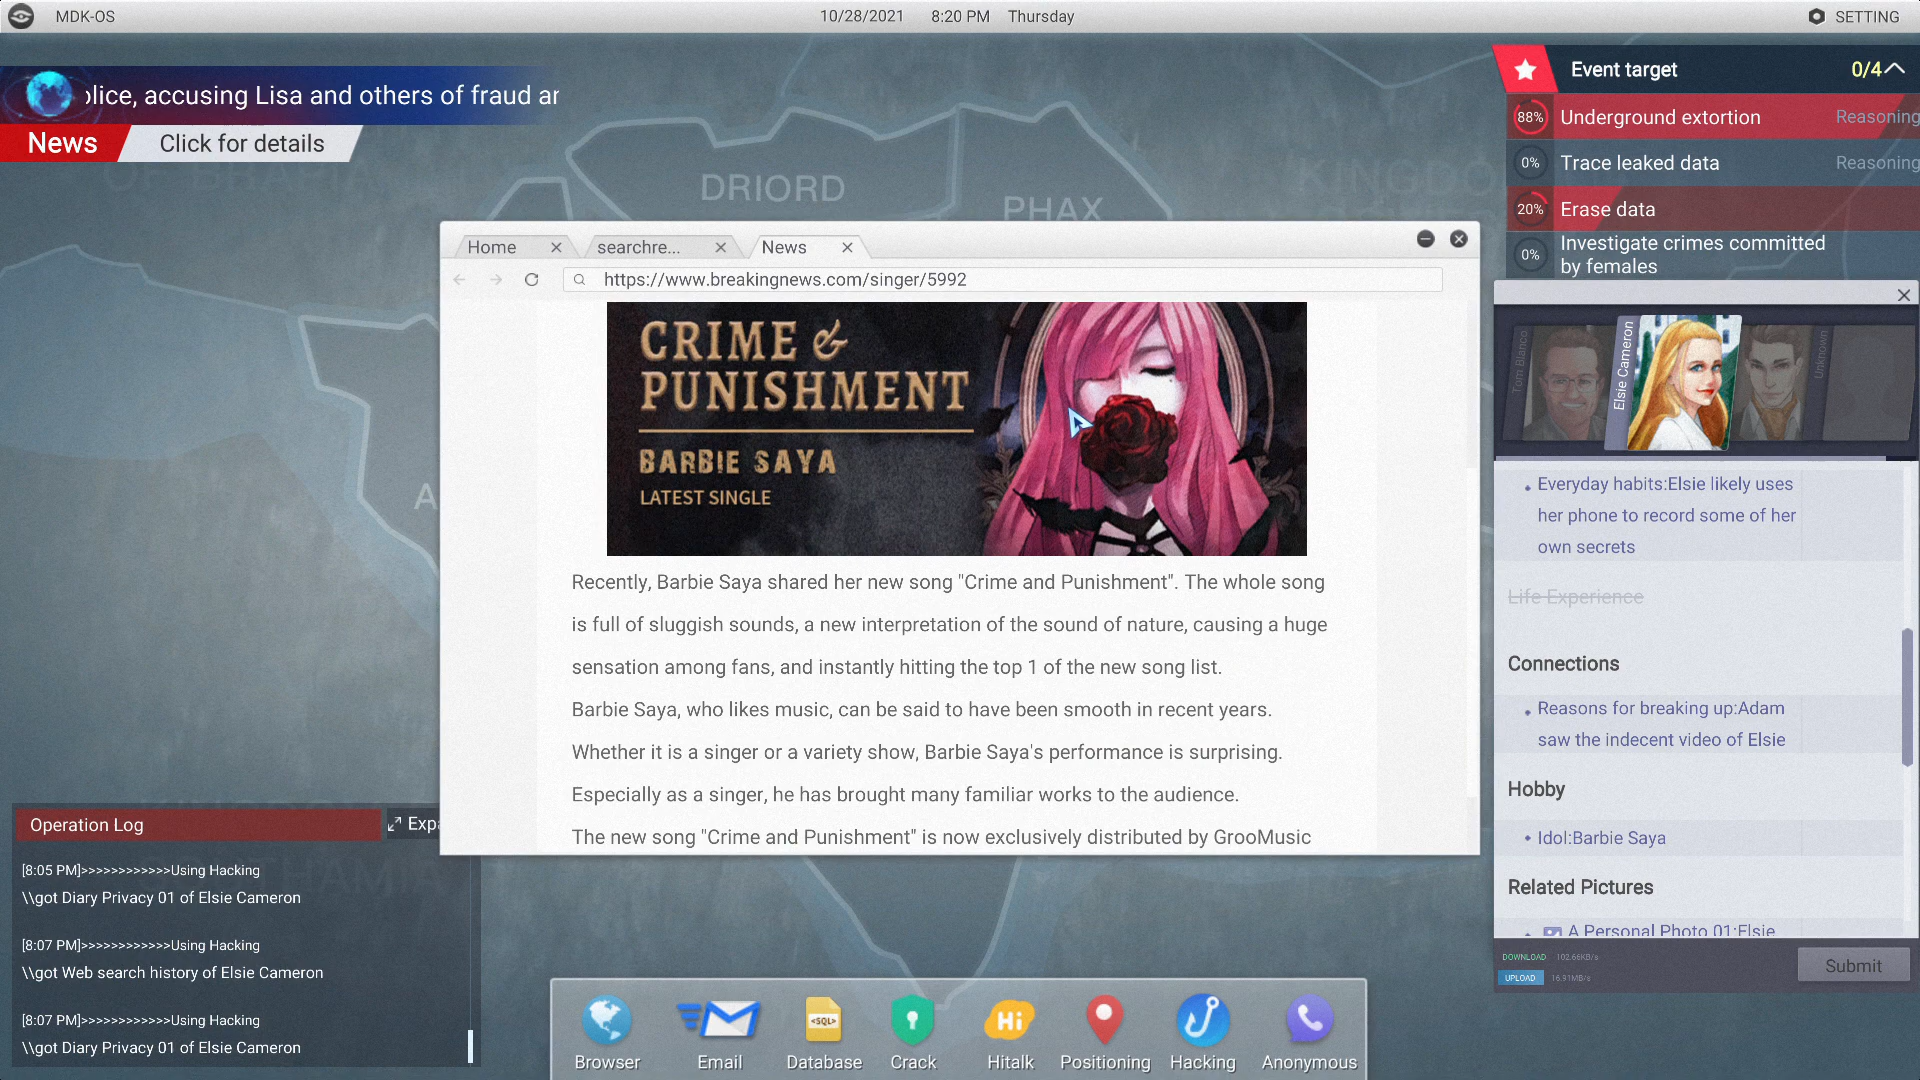 MDK-OS
10/28/2021 8:20 PM Thursday
SETTING
olice, accusing Lisa and others of fraud ar
News
Click for details
DRIORD
PHAX
Event target
0/4
88% Underground extortion Reasoning
0% Trace leaked data Reasoning
20% Erase data
0% Investigate crimes committed
by females
Home
searchre...
News
https://www.breakingnews.com/singer/5992
CRIME &
PUNISHMENT
BARBIE SAYA
LATEST SINGLE
Recently, Barbie Saya shared her new song "Crime and Punishment". The whole song
is full of sluggish sounds, a new interpretation of the sound of nature, causing a huge
sensation among fans, and instantly hitting the top 1 of the new song list.
Barbie Saya, who likes music, can be said to have been smooth in recent years.
Whether it is a singer or a variety show, Barbie Saya's performance is surprising.
Especially as a singer, he has brought many familiar works to the audience.
The new song "Crime and Punishment" is now exclusively distributed by GrooMusic
Tom Blanco
Elsie Cameron
Unknown
Everyday habits:Elsie likely uses
her phone to record some of her
own secrets
Life Experience
Connections
Reasons for breaking up:Adam
saw the indecent video of Elsie
Hobby
Idol:Barbie Saya
Related Pictures
A Personal Photo 01:Elsie
DOWNLOAD 102.66KB/s
UPLOAD 16.91MB/s
Submit
Operation Log
Expa
[8:05 PM]>>>>>>>>>>>>Using Hacking
\\got Diary Privacy 01 of Elsie Cameron
[8:07 PM]>>>>>>>>>>>>Using Hacking
\\got Web search history of Elsie Cameron
[8:07 PM]>>>>>>>>>>>>Using Hacking
\\got Diary Privacy 01 of Elsie Cameron
<SQL>
Hi
Browser
Email
Database
Crack
Hitalk
Positioning
Hacking
Anonymous